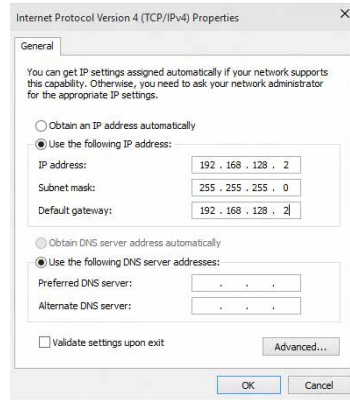 Internet Protocol Version 4 (TCP/IPv4) Properties
General
You can get IP settings assigned automatically if your network supports
this capability. Otherwise, you need to ask your network administrator
for the appropriate IP settings.
Obtain an IP address automatically
Use the following IP address:
IP address: 192 . 168 . 128 . 2
Subnet mask: 255 . 255 . 255 . 0
Default gateway: 192 . 168 . 128 . 2
Obtain DNS server address automatically
Use the following DNS server addresses:
Preferred DNS server: . . .
Alternate DNS server: . . .
Validate settings upon exit
Advanced...
OK Cancel